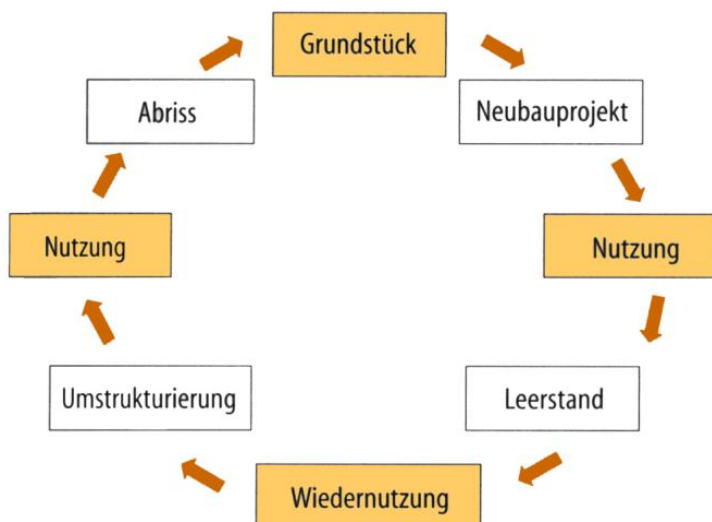 Grundstück
Abriss
Neubauprojekt
Nutzung
Nutzung
Umstrukturierung
Leerstand
Wiedernutzung